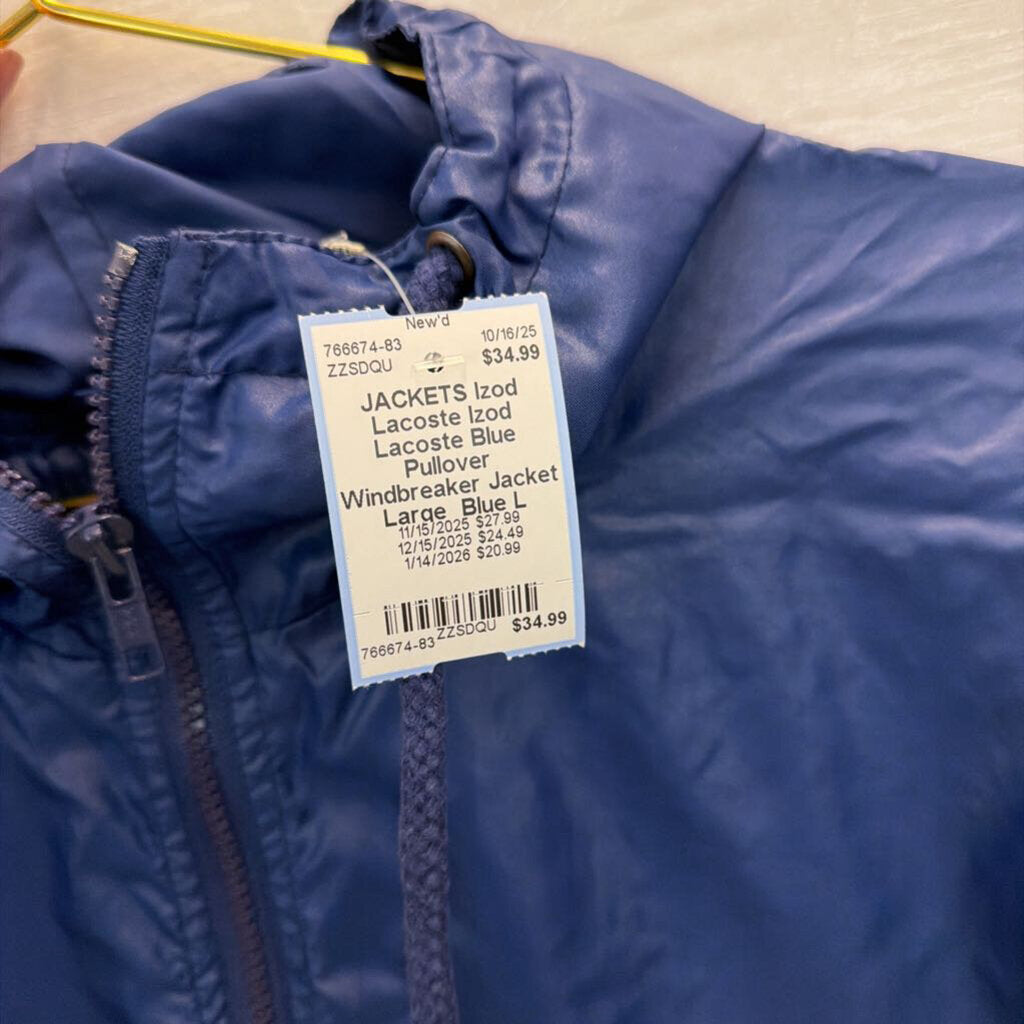 New'd
766674-83 10/16/25
ZZSDQU $34.99
JACKETS Izod
Lacoste Izod
Lacoste Blue
Pullover
Windbreaker Jacket
Large Blue L
11/15/2025 $27.99
12/15/2025 $24.49
1/14/2026 $20.99
766674-83 ZZSDQU $34.99